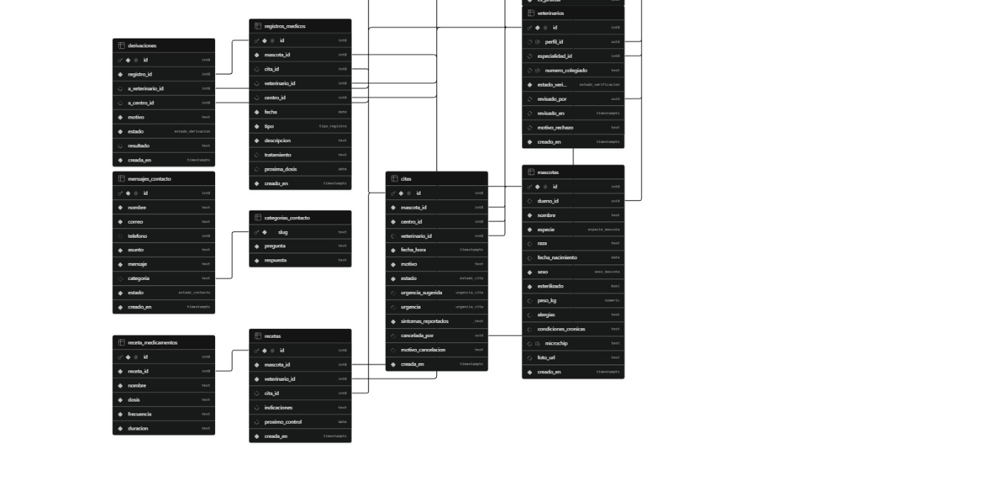 derivaciones
id int8
registro_id int8
a_veterinario_id int8
a_centro_id int8
motivo text
estado estado_derivacion
resultado text
creada_en timestamptz
mensajes_contacto
id int8
nombre text
correo text
telefono int8
asunto text
mensaje text
categoria text
estado estado_contacto
creado_en timestamptz
receta_medicamentos
id int8
receta_id int8
nombre text
dosis text
frecuencia text
duracion text
registros_medicos
id int8
mascota_id int8
cita_id int8
veterinario_id int8
centro_id int8
fecha date
tipo tipo_registro
descripcion text
tratamiento text
proxima_dosis date
creado_en timestamptz
categorias_contacto
slug text
pregunta text
respuesta text
recetas
id int8
mascota_id int8
veterinario_id int8
cita_id int8
indicaciones text
proximo_control date
creada_en timestamptz
citas
id int8
mascota_id int8
centro_id int8
veterinario_id int8
fecha_hora timestamptz
motivo text
estado estado_cita
urgencia_sugerida urgencia_cita
urgencia urgencia_cita
sintomas_reportados _text
cancelada_por uuid
motivo_cancelacion text
creada_en timestamptz
veterinarios
id int8
perfil_id uuid
especialidad_id int8
numero_colegiado text
estado_veri... estado_verificacion
revisado_por uuid
revisado_en timestamptz
motivo_rechazo text
creado_en timestamptz
mascotas
id int8
dueno_id uuid
nombre text
especie especie_mascota
raza text
fecha_nacimiento date
sexo sexo_mascota
esterilizado bool
peso_kg numeric
alergias text
condiciones_cronicas text
microchip text
foto_url text
creado_en timestamptz